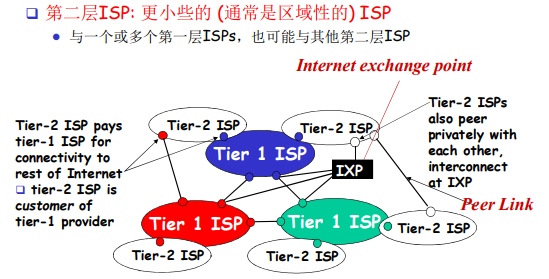 第二层ISP: 更小些的 (通常是区域性的) ISP
与一个或多个第一层ISPs，也可能与其他第二层ISP
Internet exchange point
Tier-2 ISP pays
tier-1 ISP for
connectivity to
rest of Internet
tier-2 ISP is
customer of
tier-1 provider
Tier-2 ISP
Tier-2 ISP
Tier 1 ISP
IXP
Tier-2 ISPs
also peer
privately with
each other,
interconnect
at IXP
Peer Link
Tier 1 ISP
Tier 1 ISP
Tier-2 ISP
Tier-2 ISP
Tier-2 ISP